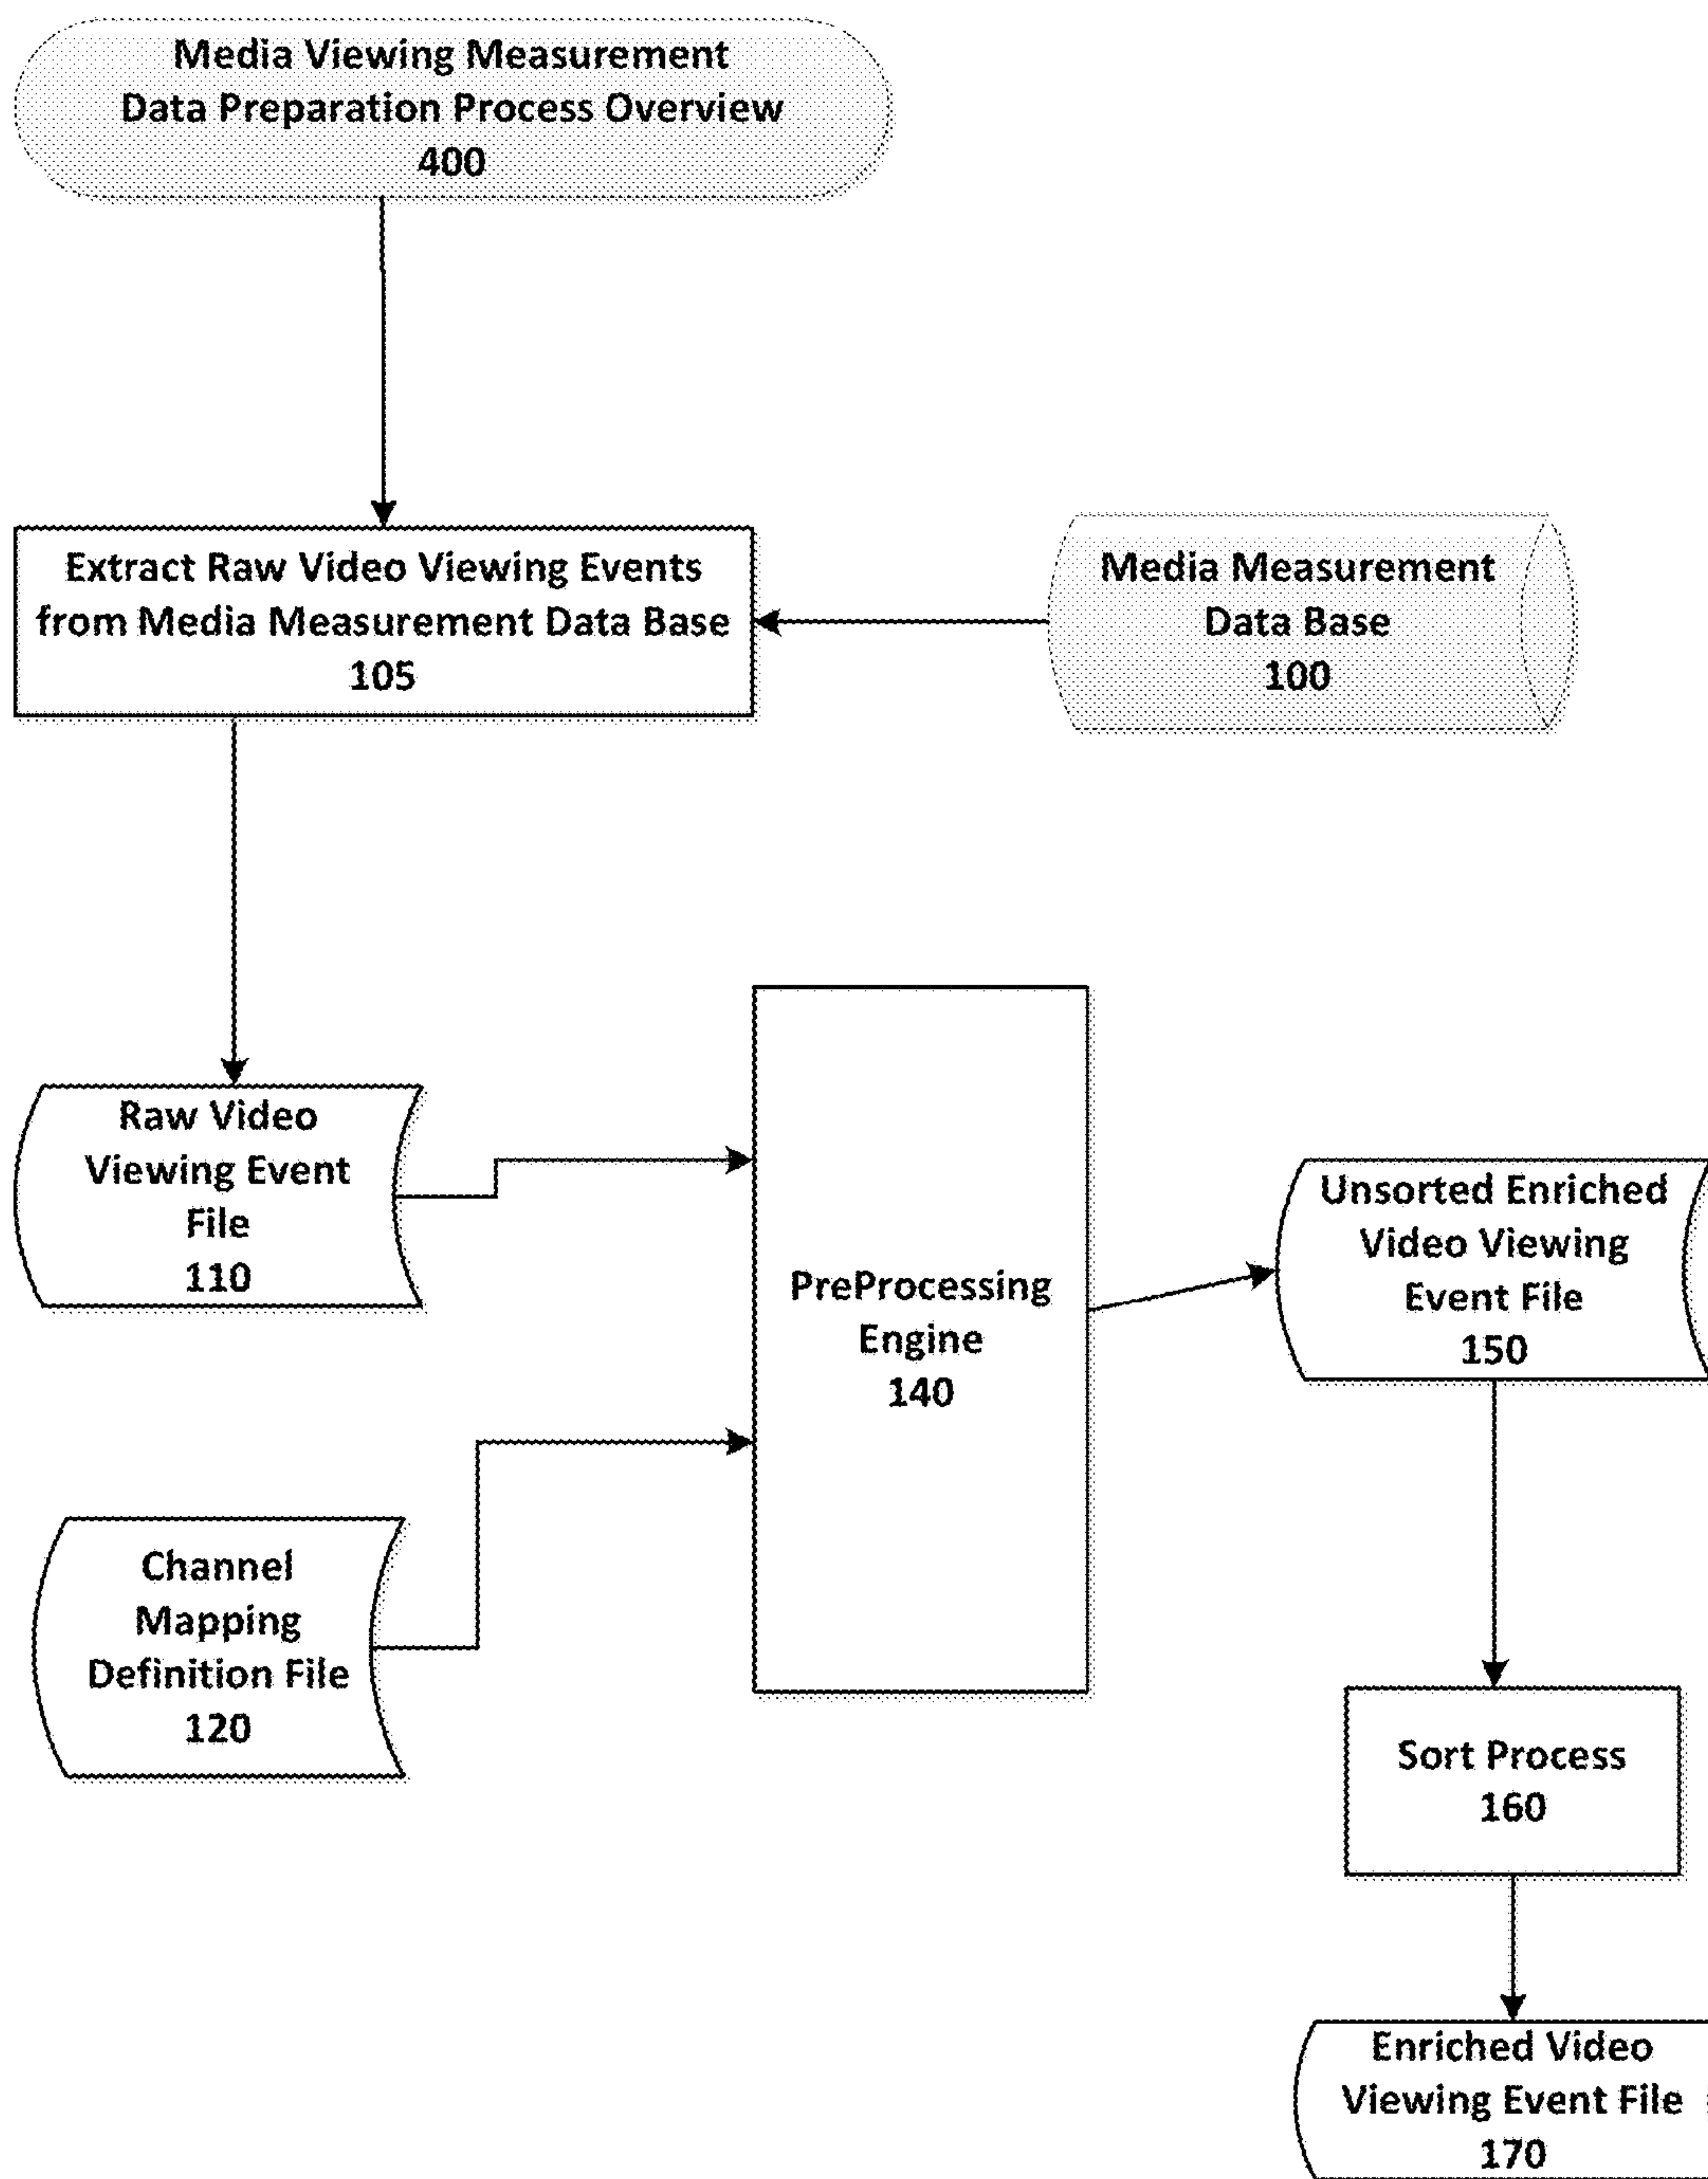 Media Viewing Measurement
Data Preparation Process Overview
400
Extract Raw Video Viewing Events
from Media Measurement Data Base
105
Media Measurement
Data Base
100
Raw Video
Viewing Event
File
110
PreProcessing
Engine
140
Unsorted Enriched
Video Viewing
Event File
150
Channel
Mapping
Definition File
120
Sort Process
160
Enriched Video
Viewing Event File
170